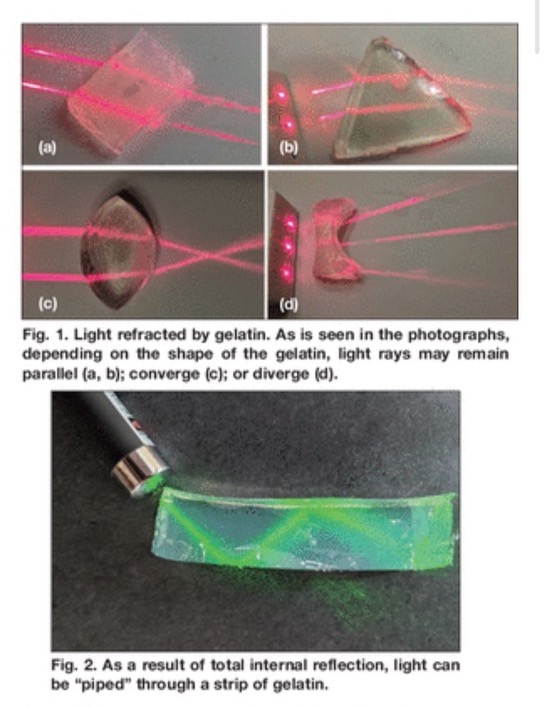 (a)
(b)
(c)
(d)
Fig. 1. Light refracted by gelatin. As is seen in the photographs,
depending on the shape of the gelatin, light rays may remain
parallel (a, b); converge (c); or diverge (d).
Fig. 2. As a result of total internal reflection, light can
be “piped” through a strip of gelatin.